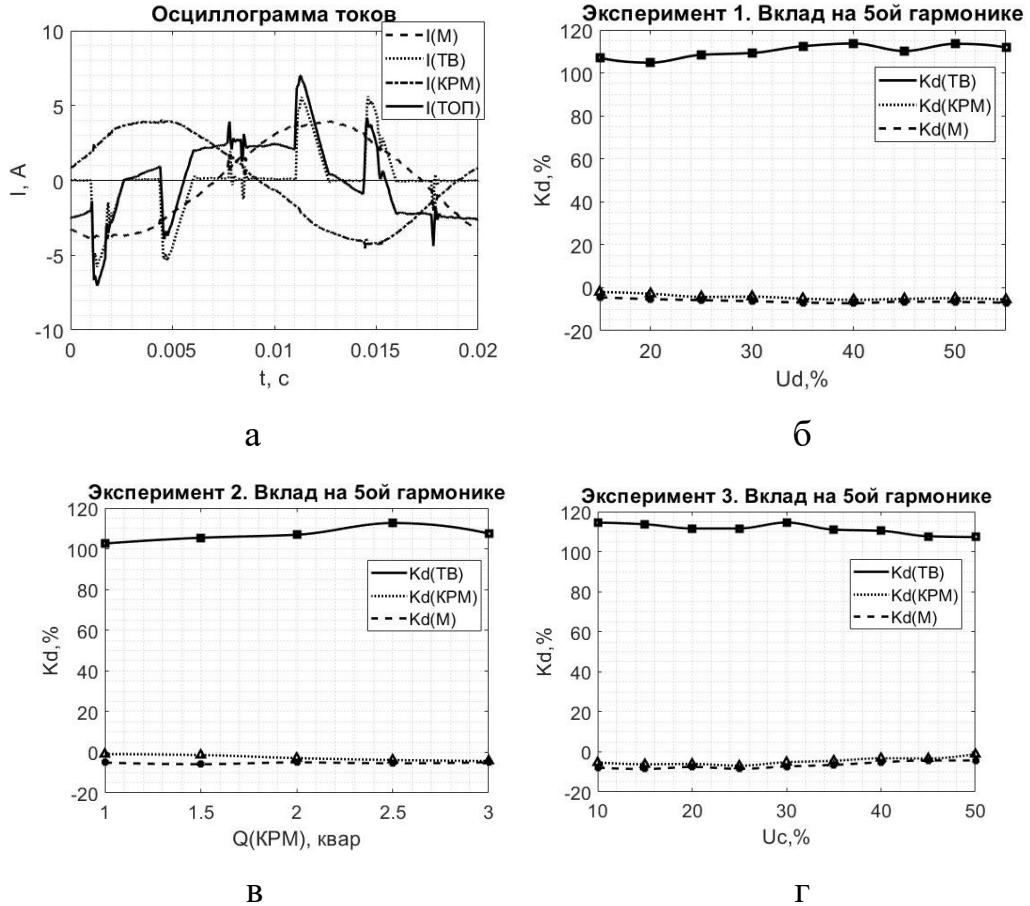 Осциллограмма токов
10
5
0
-5
-10
I, A
0
0.005
0.01
0.015
0.02
t, c
I(M)
I(ТВ)
I(КРМ)
I(ТОП)
а
Эксперимент 1. Вклад на 5ой гармонике
120
100
80
60
40
20
0
-20
Kd,%
20
30
40
50
Ud,%
Kd(ТВ)
Kd(КРМ)
Kd(М)
б
Эксперимент 2. Вклад на 5ой гармонике
120
100
80
60
40
20
0
-20
Kd,%
1
1.5
2
2.5
3
Q(КРМ), квар
Kd(ТВ)
Kd(КРМ)
Kd(М)
в
Эксперимент 3. Вклад на 5ой гармонике
120
100
80
60
40
20
0
-20
Kd,%
10
20
30
40
50
Uc,%
Kd(ТВ)
Kd(КРМ)
Kd(М)
г